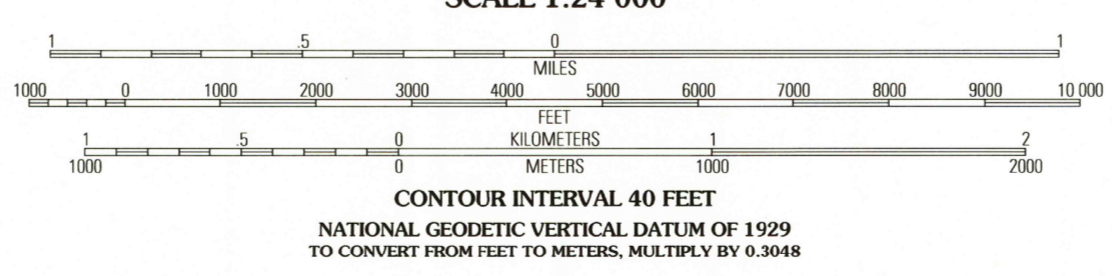 SCALE 1:24 000
1 .5 0 1
MILES
1000 0 1000 2000 3000 4000 5000 6000 7000 8000 9000 10 000
FEET
1 .5 0 KILOMETERS 1 2
1000 0 METERS 1000 2000
CONTOUR INTERVAL 40 FEET
NATIONAL GEODETIC VERTICAL DATUM OF 1929
TO CONVERT FROM FEET TO METERS, MULTIPLY BY 0.3048